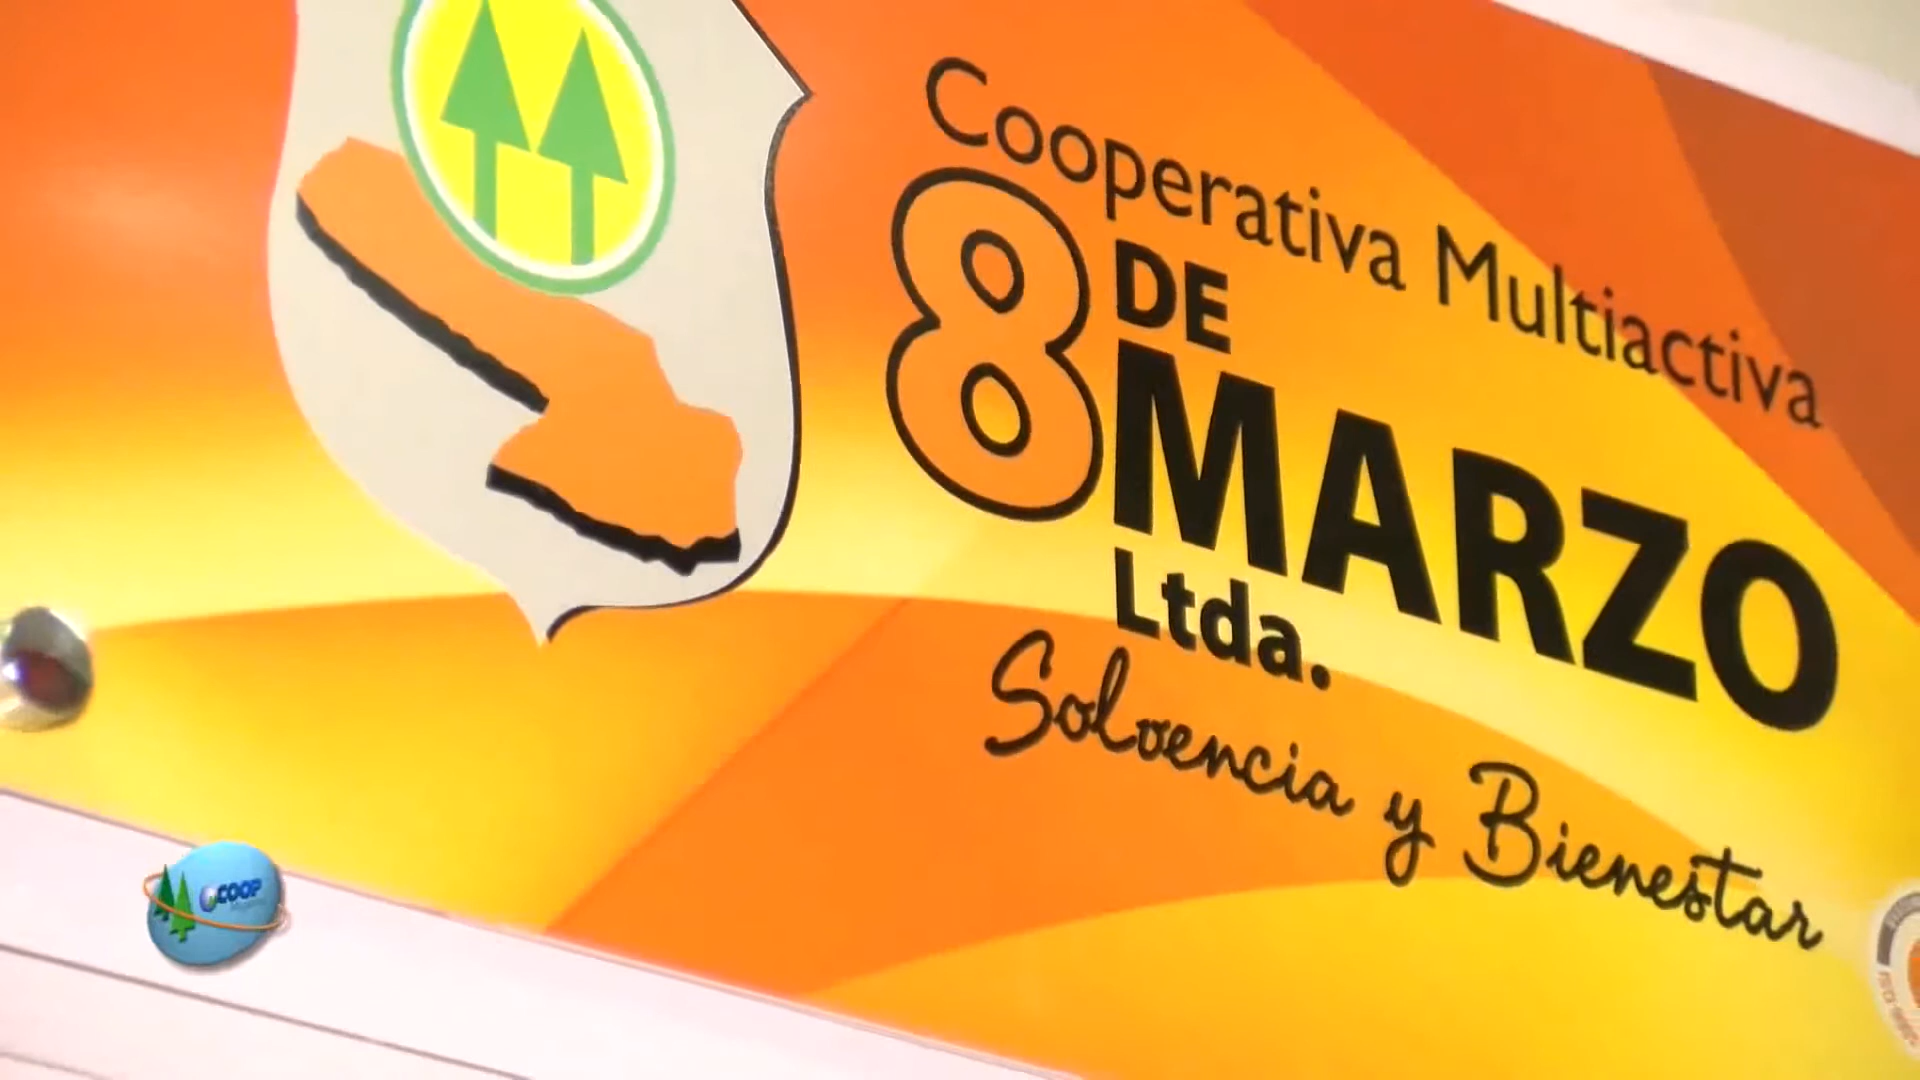 Cooperativa Multiactiva
8 DE
MARZO
Ltda.
Solvencia y Bienestar
COOP